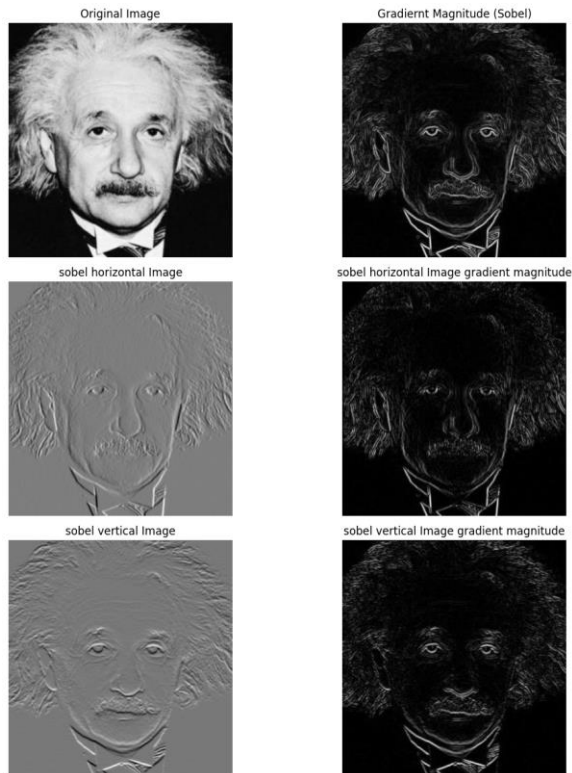 Original Image
Gradiernt Magnitude (Sobel)
sobel horizontal Image
sobel horizontal Image gradient magnitude
sobel vertical Image
sobel vertical Image gradient magnitude